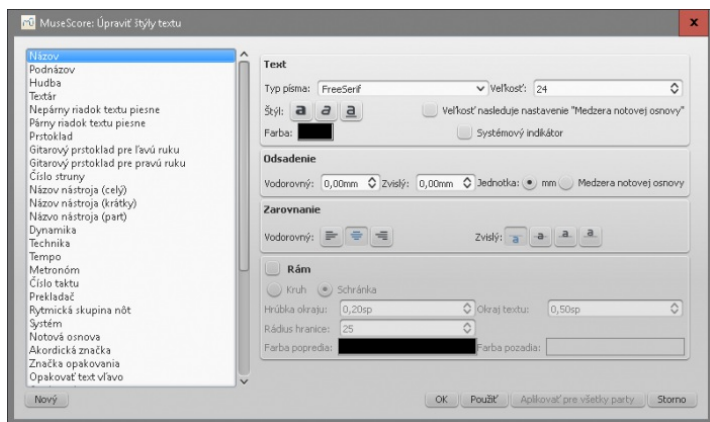 MuseScore: Úpraviť štýly textu
Názov
Podnázov
Hudba
Textár
Nepárny riadok textu piesne
Párny riadok textu piesne
Prstoklad
Gitarový prstoklad pre ľavú ruku
Gitarový prstoklad pre pravú ruku
Číslo struny
Názov nástroja (celý)
Názov nástroja (krátky)
Názvo nástroja (part)
Dynamika
Technika
Tempo
Metronóm
Číslo taktu
Prekladač
Rytmická skupina nôt
Systém
Notová osnova
Akordická značka
Značka opakovania
Opakovať text vľavo
Nový
Text
Typ písma: FreeSerif Veľkosť: 24
Štýl: a a a Veľkosť nasleduje nastavenie "Medzera notovej osnovy"
Farba: Systémový indikátor
Odsadenie
Vodorovný: 0,00mm Zvislý: 0,00mm Jednotka: mm Medzera notovej osnovy
Zarovnanie
Vodorovný: Zvislý: a a a a
Rám
Kruh Schránka
Hrúbka okraju: 0,20sp Okraj textu: 0,50sp
Rádius hranice: 25
Farba popredia: Farba pozadia:
OK Použiť Aplikovať pre všetky party Storno